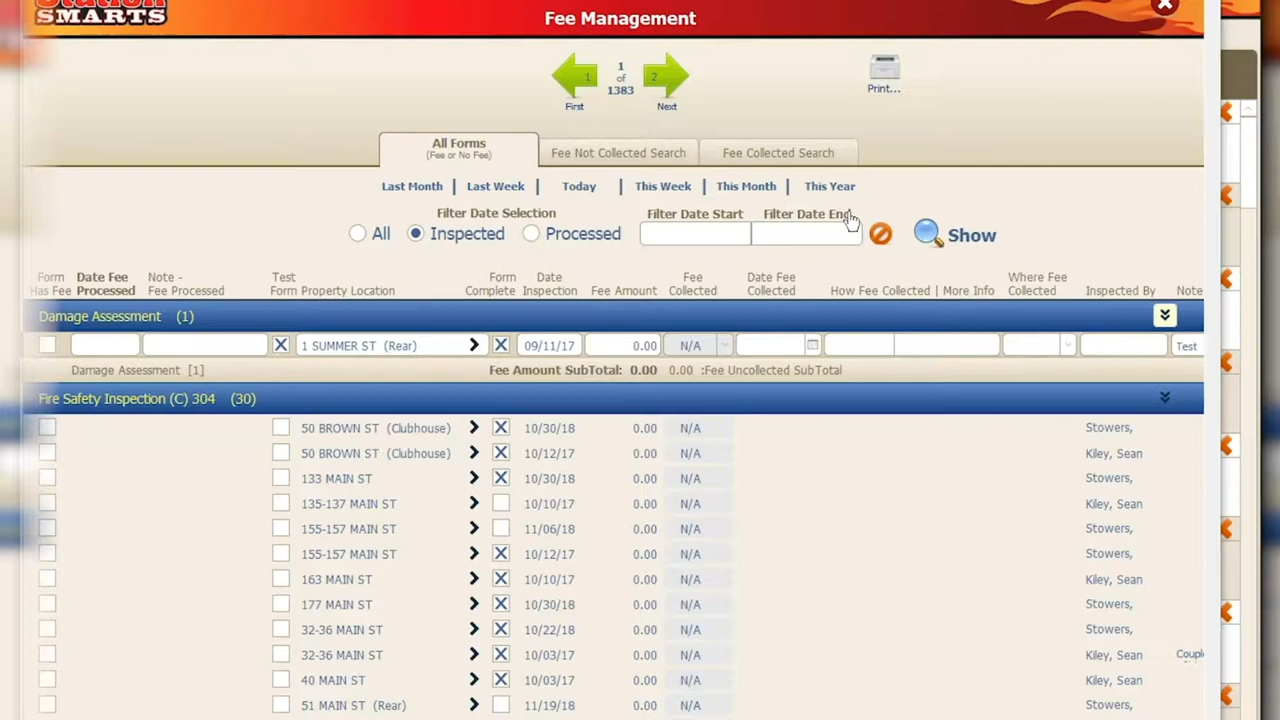 Station
SMARTS
Fee Management
1
1
of
1383
2
First
Next
Print...
All Forms
(Fee or No Fee)
Fee Not Collected Search
Fee Collected Search
Last Month | Last Week | Today | This Week | This Month | This Year
Filter Date Selection
Filter Date Start
Filter Date End
All
Inspected
Processed
Show
Form
Has Fee
Date Fee
Processed
Note -
Fee Processed
Test
Form
Property Location
Form
Complete
Date
Inspection
Fee Amount
Fee
Collected
Date Fee
Collected
How Fee Collected | More Info
Where Fee
Collected
Inspected By
Note
Damage Assessment (1)
X 1 SUMMER ST (Rear) X 09/11/17 0.00 N/A Test
Damage Assessment [1] Fee Amount SubTotal: 0.00 0.00 :Fee Uncollected SubTotal
Fire Safety Inspection (C) 304 (30)
50 BROWN ST (Clubhouse) X 10/30/18 0.00 N/A Stowers,
50 BROWN ST (Clubhouse) X 10/12/17 0.00 N/A Kiley, Sean
133 MAIN ST X 10/30/18 0.00 N/A Stowers,
135-137 MAIN ST 10/10/17 0.00 N/A Kiley, Sean
155-157 MAIN ST 11/06/18 0.00 N/A Stowers,
155-157 MAIN ST X 10/12/17 0.00 N/A Kiley, Sean
163 MAIN ST X 10/10/17 0.00 N/A Kiley, Sean
177 MAIN ST X 10/30/18 0.00 N/A Stowers,
32-36 MAIN ST X 10/22/18 0.00 N/A Stowers,
32-36 MAIN ST X 10/03/17 0.00 N/A Kiley, Sean Couple
40 MAIN ST X 10/03/17 0.00 N/A Kiley, Sean
51 MAIN ST (Rear) 11/19/18 0.00 N/A Stowers,